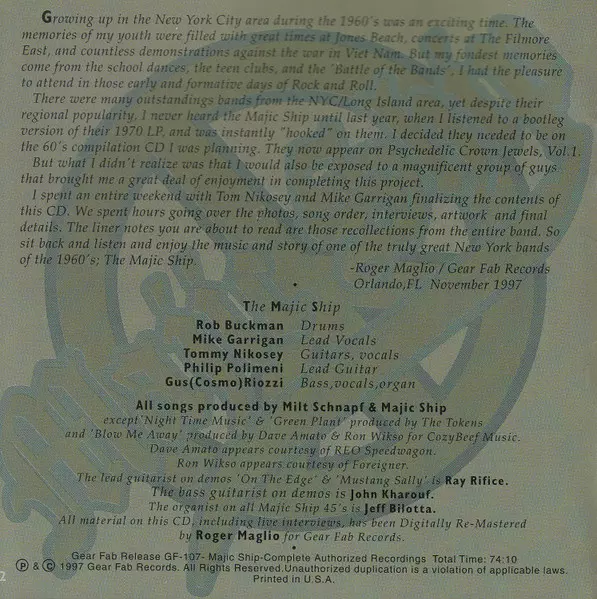 Growing up in the New York City area during the 1960's was an exciting time. The
memories of my youth were filled with great times at Jones Beach, concerts at The Filmore
East, and countless demonstrations against the war in Viet Nam. But my fondest memories
come from the school dances, the teen clubs, and the 'Battle of the Bands', I had the pleasure
to attend in those early and formative days of Rock and Roll.
There were many outstandings bands from the NYC/Long Island area, yet despite their
regional popularity, I never heard the Majic Ship until last year, when I listened to a bootleg
version of their 1970 LP, and was instantly "hooked" on them. I decided they needed to be on
the 60's compilation CD I was planning. They now appear on Psychedelic Crown Jewels, Vol.1.
But what I didn't realize was that I would also be exposed to a magnificent group of guys
that brought me a great deal of enjoyment in completing this project.
I spent an entire weekend with Tom Nikosey and Mike Garrigan finalizing the contents of
this CD. We spent hours going over the photos, song order, interviews, artwork and final
details. The liner notes you are about to read are those recollections from the entire band. So
sit back and listen and enjoy the music and story of one of the truly great New York bands
of the 1960's; The Majic Ship.
-Roger Maglio / Gear Fab Records
Orlando,FL November 1997
The Majic Ship
Rob Buckman Drums
Mike Garrigan Lead Vocals
Tommy Nikosey Guitars, vocals
Philip Polimeni Lead Guitar
Gus(Cosmo)Riozzi Bass,vocals,organ
All songs produced by Milt Schnapf & Majic Ship
except'Night Time Music' & 'Green Plant' produced by The Tokens
and 'Blow Me Away' produced by Dave Amato & Ron Wikso for CozyBeef Music.
Dave Amato appears courtesy of REO Speedwagon.
Ron Wikso appears courtesy of Foreigner.
The lead guitarist on demos 'On The Edge' & 'Mustang Sally' is Ray Rifice.
The bass guitarist on demos is John Kharouf.
The organist on all Majic Ship 45's is Jeff Bilotta.
All material on this CD, including live interviews, has been Digitally Re-Mastered
by Roger Maglio for Gear Fab Records.
Gear Fab Release GF-107- Majic Ship-Complete Authorized Recordings Total Time: 74:10
℗ & © 1997 Gear Fab Records. All Rights Reserved.Unauthorized duplication is a violation of applicable laws.
Printed in U.S.A.
2